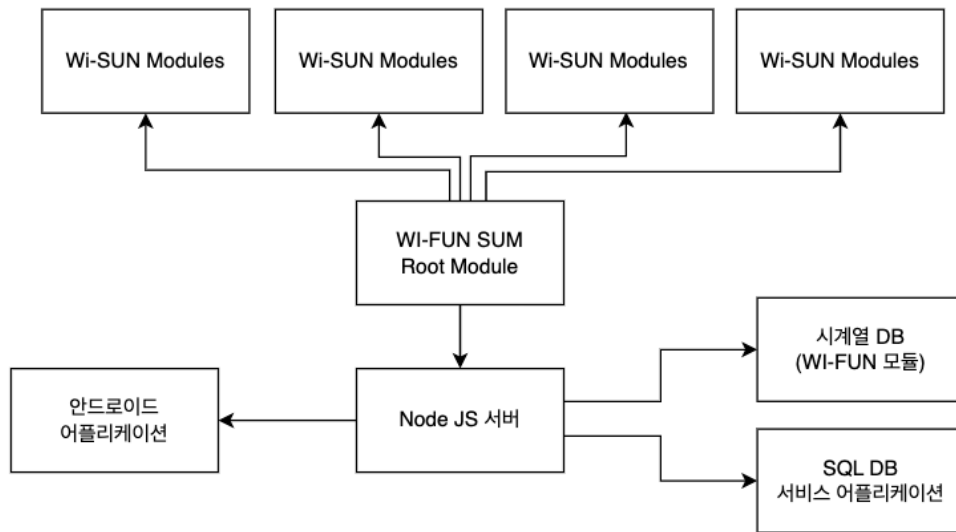 Wi-SUN Modules
Wi-SUN Modules
Wi-SUN Modules
Wi-SUN Modules
WI-FUN SUM
Root Module
시계열 DB
(WI-FUN 모듈)
안드로이드
어플리케이션
Node JS 서버
SQL DB
서비스 어플리케이션